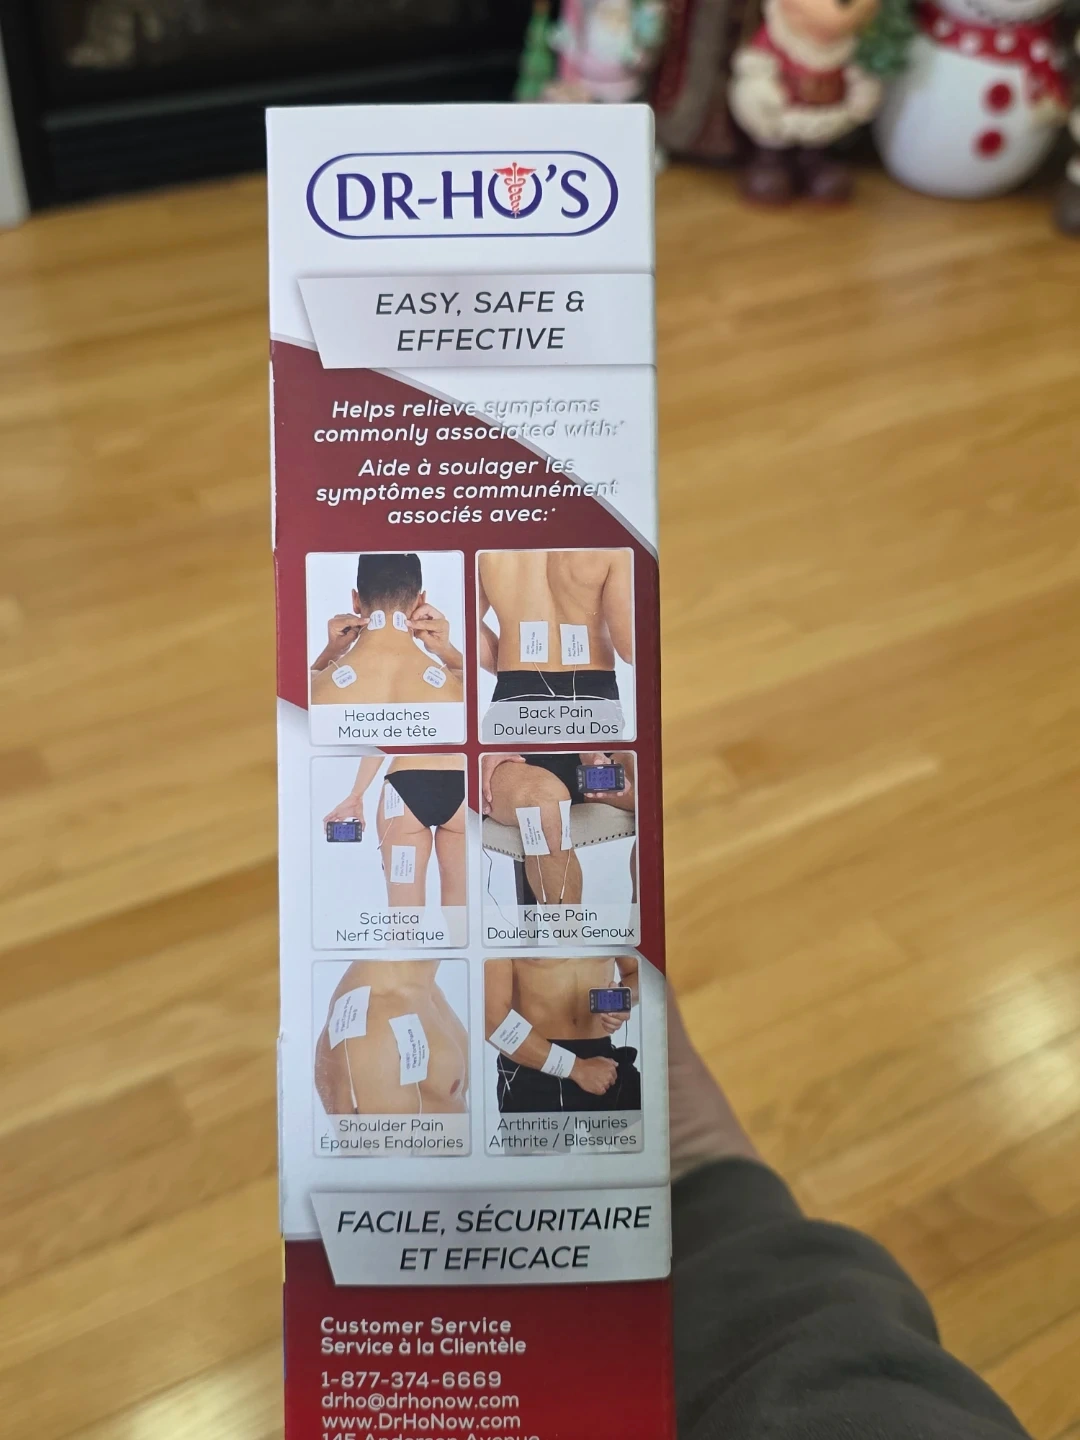 DR-HO'S
EASY, SAFE &
EFFECTIVE
Helps relieve symptoms
commonly associated with:*
Aide à soulager les
symptômes communément
associés avec:*
Headaches
Maux de tête
Back Pain
Douleurs du Dos
Sciatica
Nerf Sciatique
Knee Pain
Douleurs aux Genoux
Shoulder Pain
Épaules Endolories
Arthritis / Injuries
Arthrite / Blessures
FACILE, SÉCURITAIRE
ET EFFICACE
Customer Service
Service à la Clientèle
1-877-374-6669
drho@drhonow.com
www.DrHoNow.com
145 Anderson Avenue